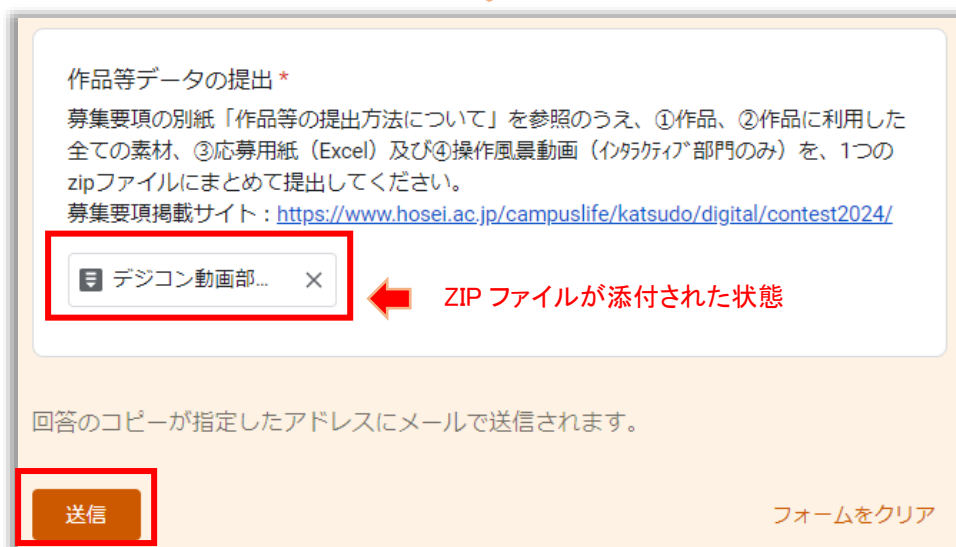 作品等データの提出 *
募集要項の別紙「作品等の提出方法について」を参照のうえ、①作品、②作品に利用した
全ての素材、③応募用紙（Excel）及び④操作風景動画（ｲﾝﾀﾗｸﾃｨﾌﾞ部門のみ）を、1つの
zipファイルにまとめて提出してください。
募集要項掲載サイト：https://www.hosei.ac.jp/campuslife/katsudo/digital/contest2024/
デジコン動画部...
ZIP ファイルが添付された状態
回答のコピーが指定したアドレスにメールで送信されます。
送信
フォームをクリア